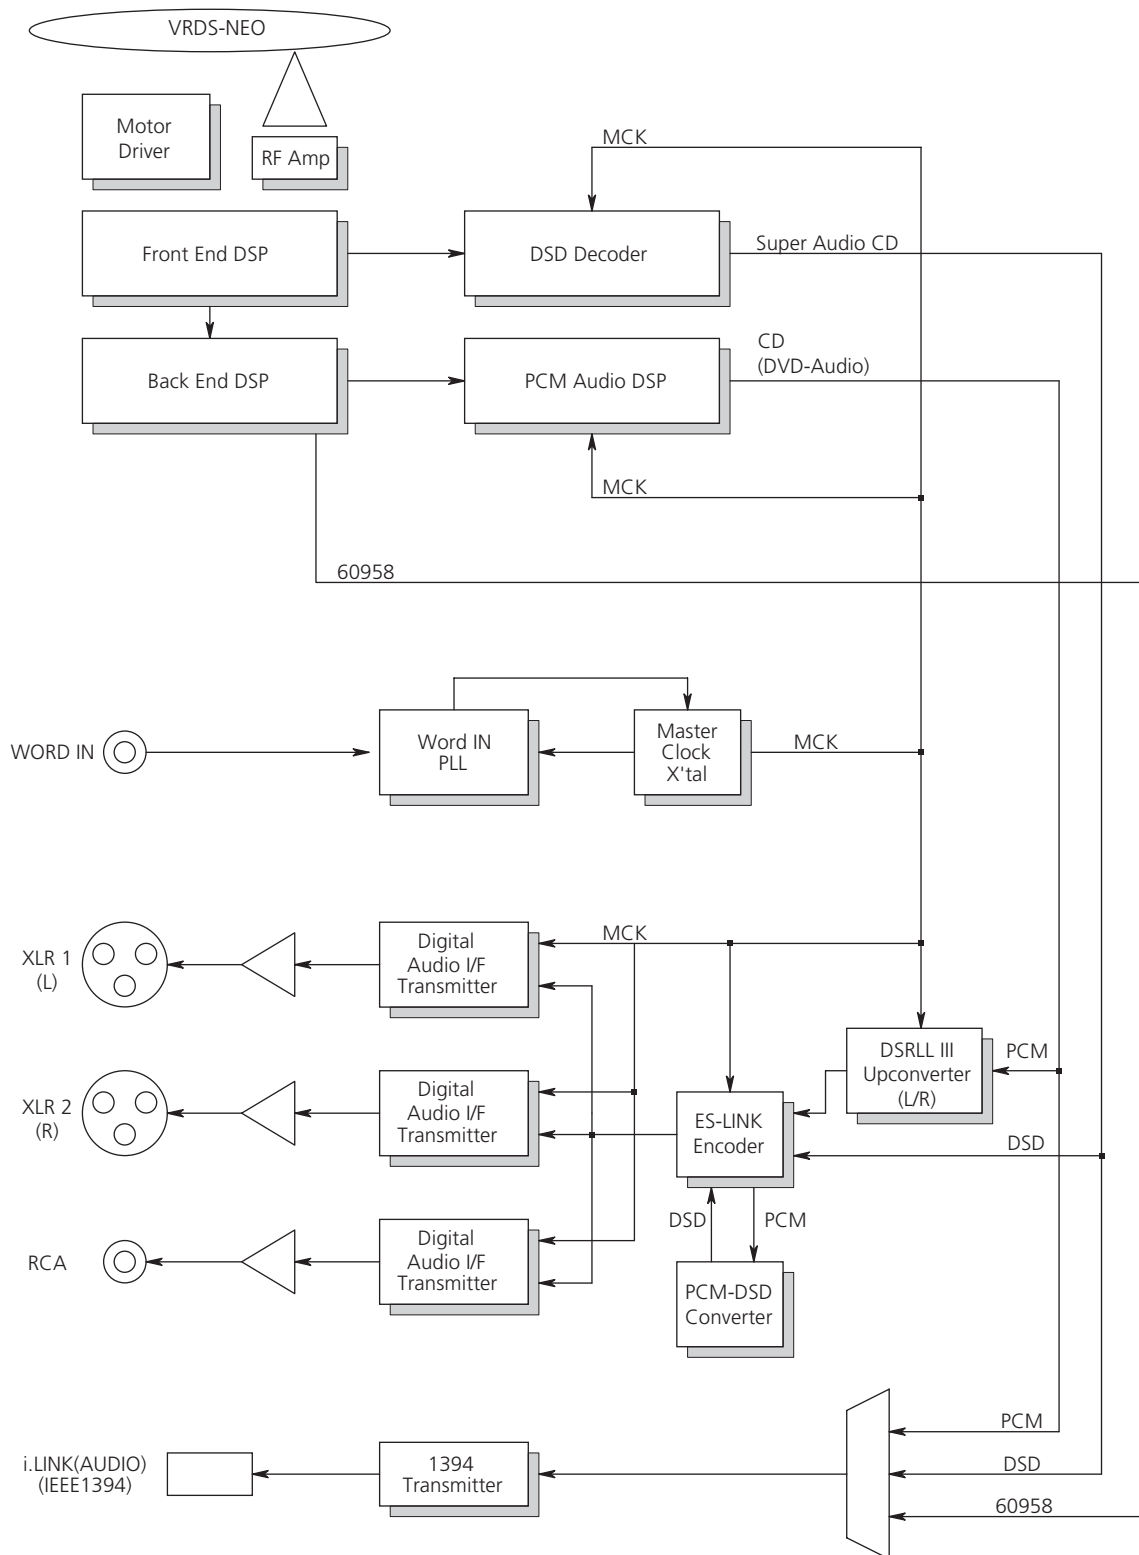 VRDS-NEO
Motor
Driver
RF Amp
MCK
Front End DSP
DSD Decoder
Super Audio CD
Back End DSP
PCM Audio DSP
CD
(DVD-Audio)
MCK
60958
WORD IN
Word IN
PLL
Master
Clock
X'tal
MCK
XLR 1
(L)
Digital
Audio I/F
Transmitter
MCK
DSRLL III
Upconverter
(L/R)
PCM
XLR 2
(R)
Digital
Audio I/F
Transmitter
ES-LINK
Encoder
DSD
DSD
PCM
RCA
Digital
Audio I/F
Transmitter
PCM-DSD
Converter
PCM
i.LINK(AUDIO)
(IEEE1394)
1394
Transmitter
DSD
60958